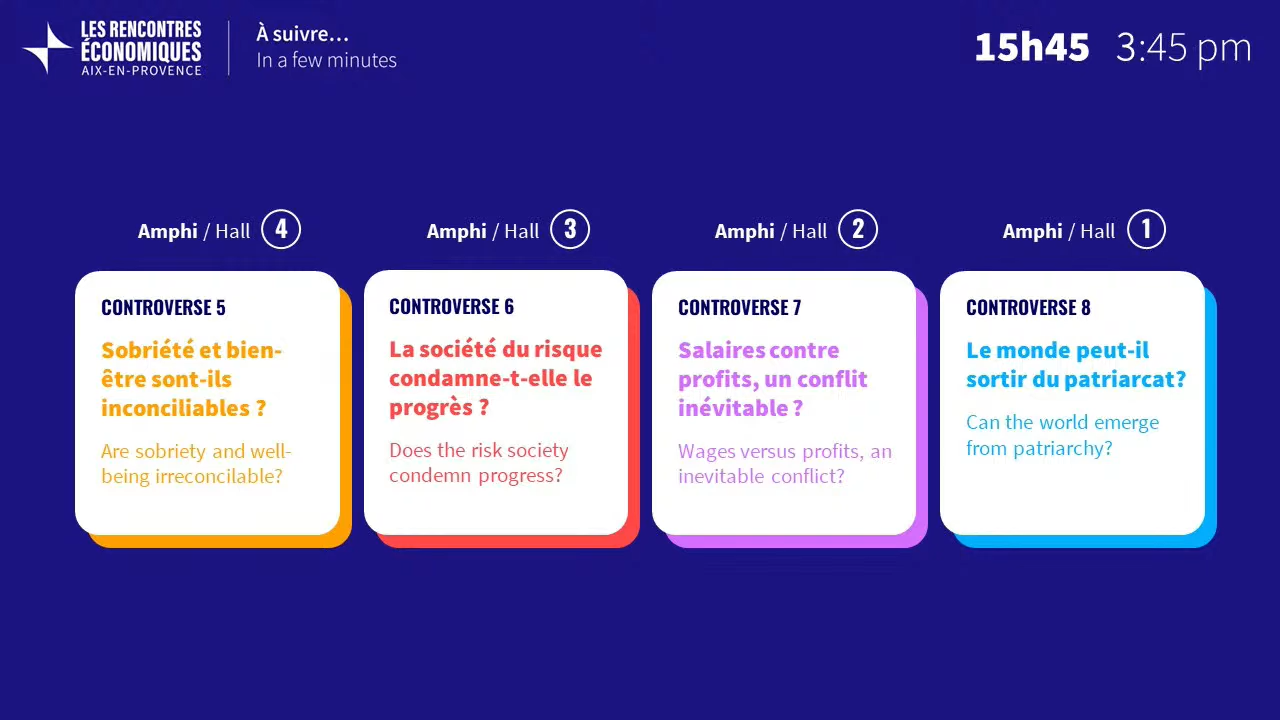 LES RENCONTRES
ÉCONOMIQUES
AIX-EN-PROVENCE
À suivre…
In a few minutes
15h45 3:45 pm
Amphi / Hall 4
CONTROVERSE 5
Sobriété et bien-
être sont-ils
inconciliables ?
Are sobriety and well-
being irreconcilable?
Amphi / Hall 3
CONTROVERSE 6
La société du risque
condamne-t-elle le
progrès ?
Does the risk society
condemn progress?
Amphi / Hall 2
CONTROVERSE 7
Salaires contre
profits, un conflit
inévitable ?
Wages versus profits, an
inevitable conflict?
Amphi / Hall 1
CONTROVERSE 8
Le monde peut-il
sortir du patriarcat?
Can the world emerge
from patriarchy?